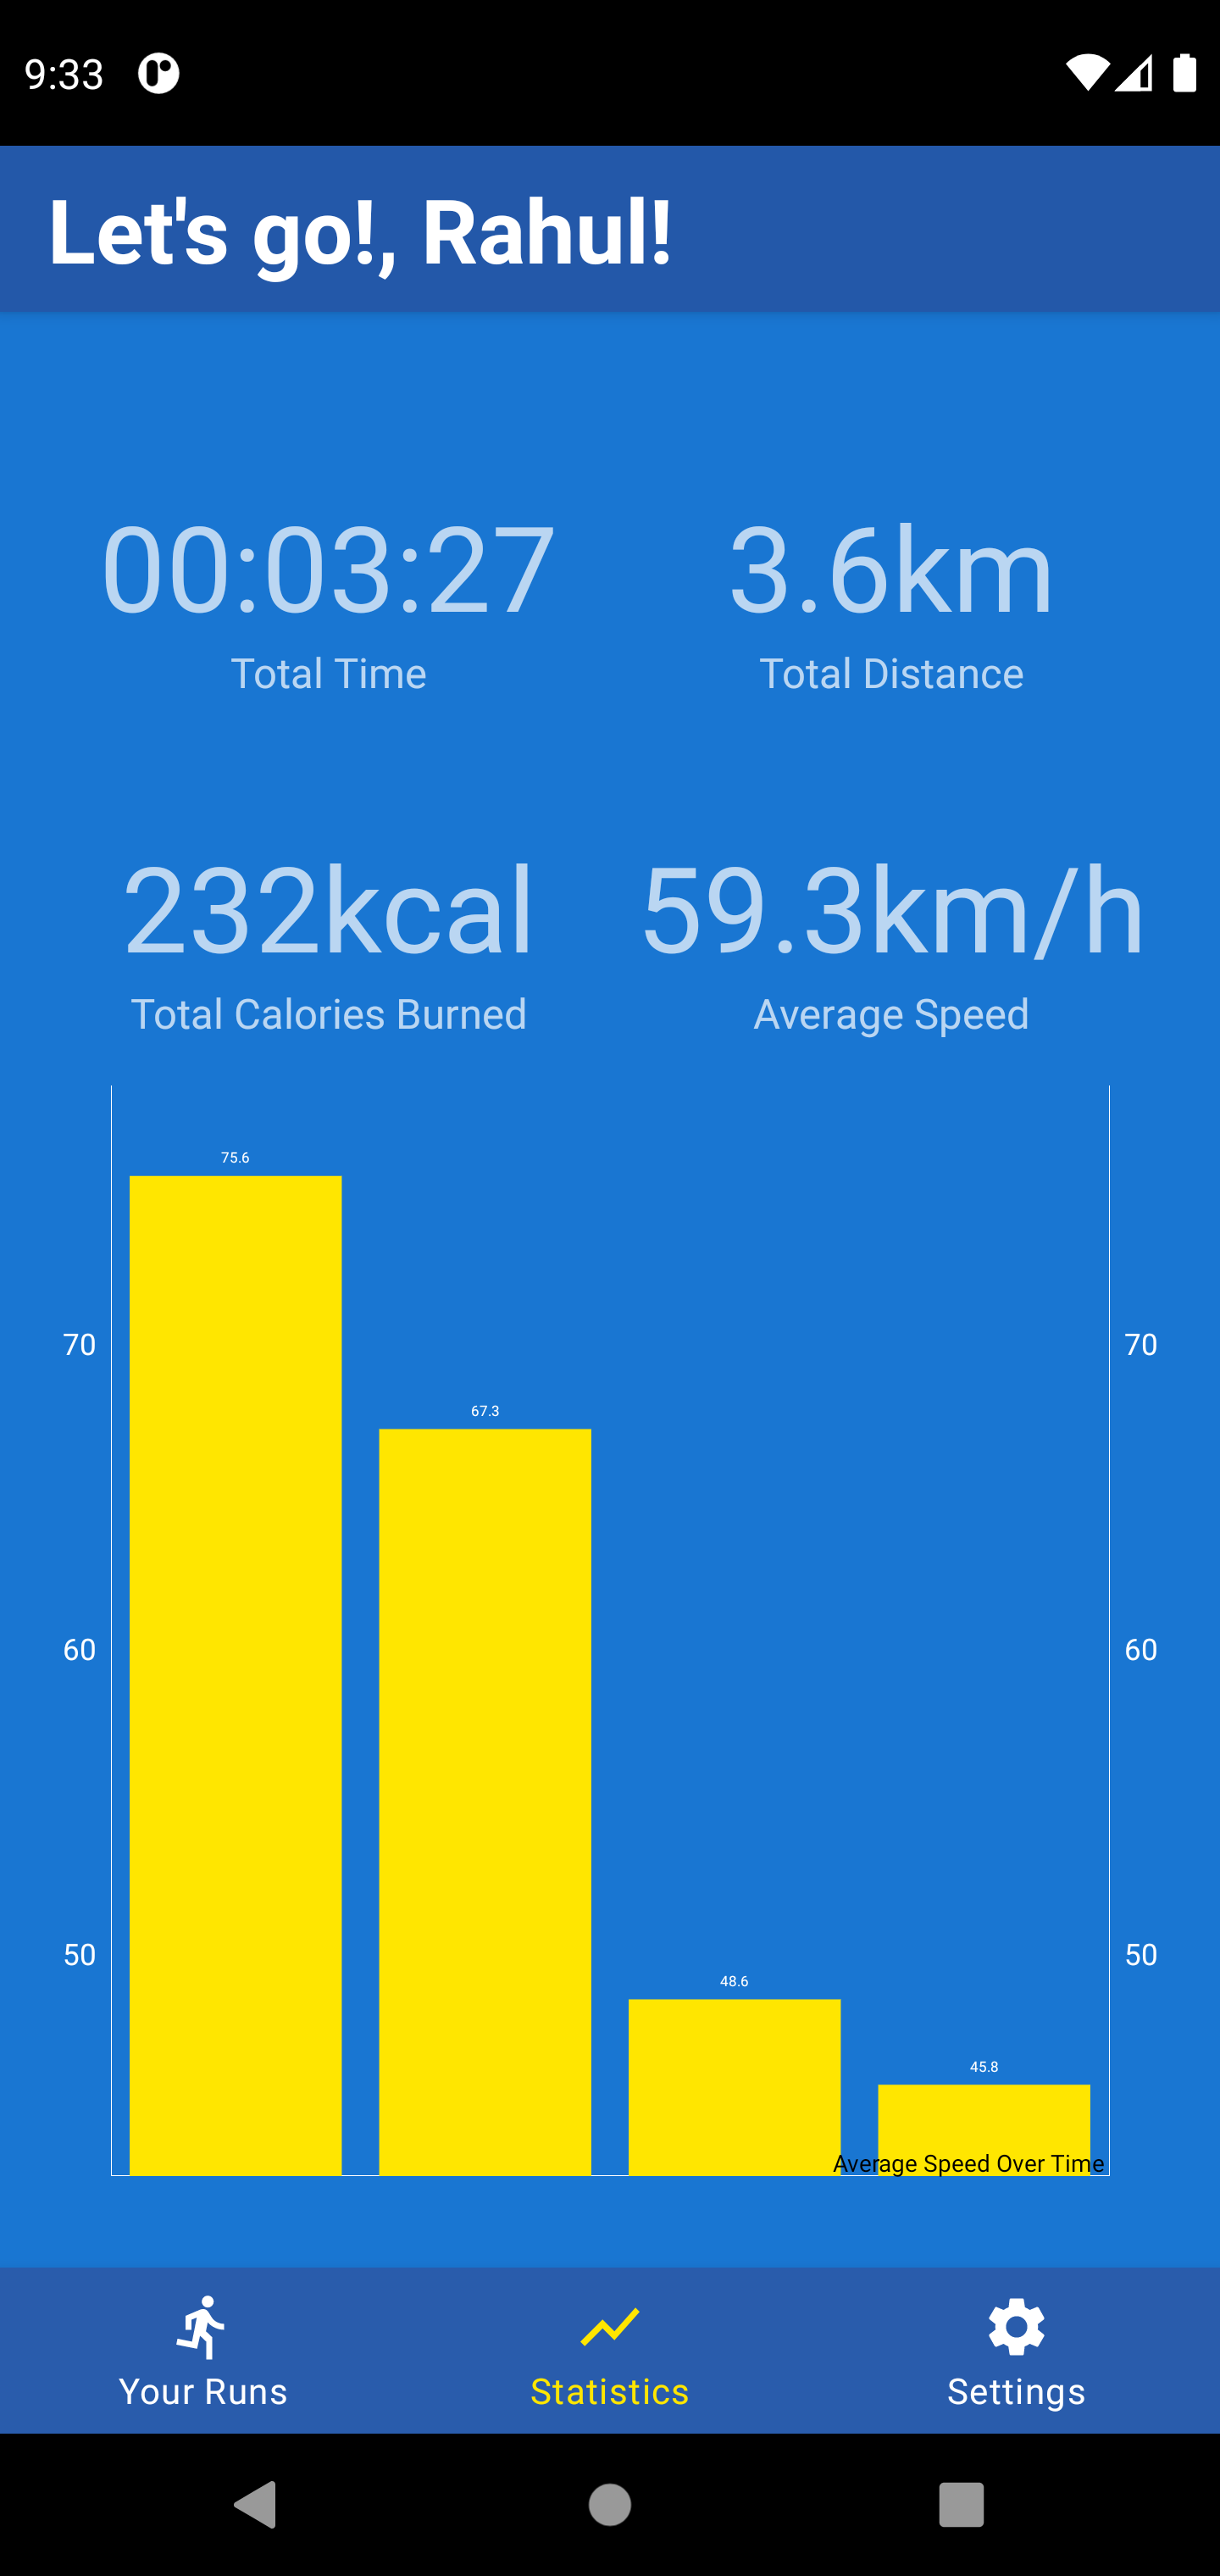 9:33
Let's go!, Rahul!
00:03:27 3.6km
Total Time Total Distance
232kcal 59.3km/h
Total Calories Burned Average Speed
75.6
70 70
67.3
60 60
50 50
48.6
45.8
Average Speed Over Time
Your Runs Statistics Settings